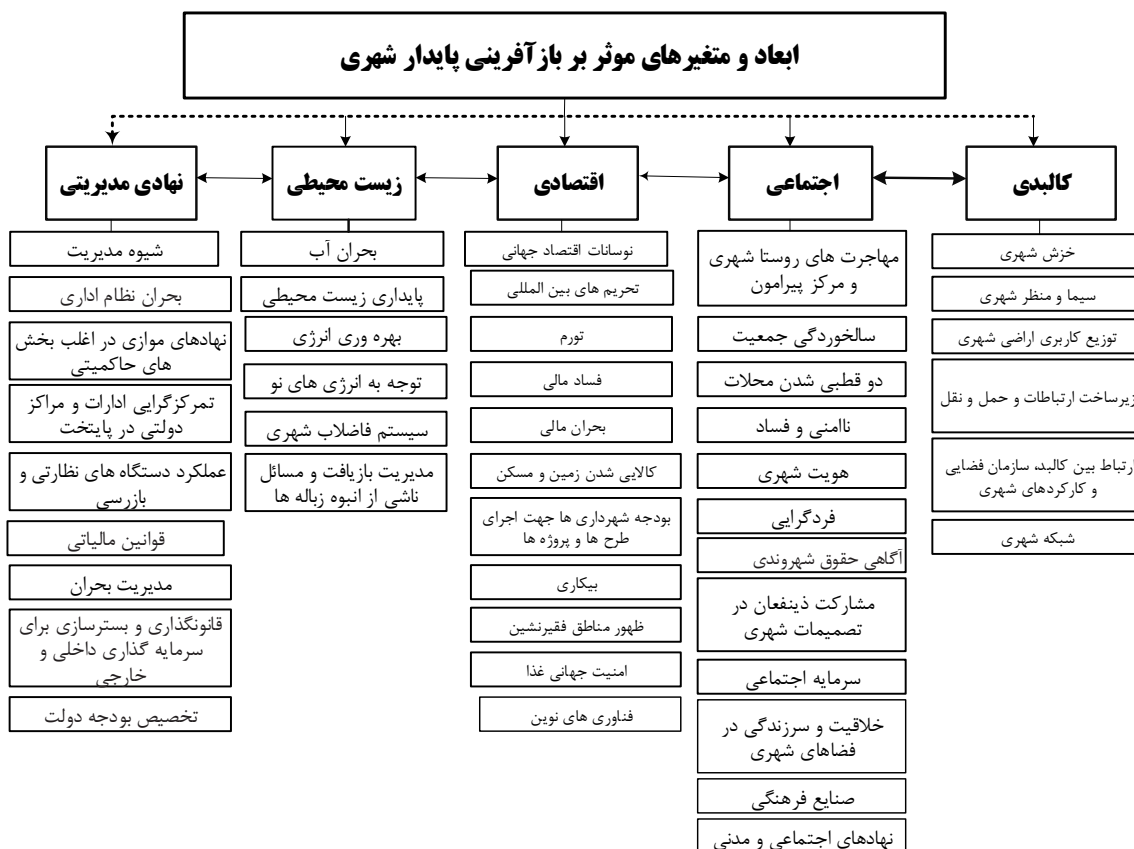 ابعاد و متغیرهای موثر بر بازآفرینی پایدار شهری
کالبدی
اجتماعی
اقتصادی
زیست محیطی
نهادی مدیریتی
خزش شهری
سیما و منظر شهری
توزیع کاربری اراضی شهری
زیرساخت ارتباطات و حمل و نقل
ارتباط بین کالبد، سازمان فضایی
و کارکردهای شهری
شبکه شهری
مهاجرت های روستا شهری
و مرکز پیرامون
سالخوردگی جمعیت
دو قطبی شدن محلات
ناامنی و فساد
هویت شهری
فردگرایی
آگاهی حقوق شهروندی
مشارکت ذینفعان در
تصمیمات شهری
سرمایه اجتماعی
خلاقیت و سرزندگی در
فضاهای شهری
صنایع فرهنگی
نهادهای اجتماعی و مدنی
نوسانات اقتصاد جهانی
تحریم های بین المللی
تورم
فساد مالی
بحران مالی
کالایی شدن زمین و مسکن
بودجه شهرداری ها جهت اجرای
طرح ها و پروژه ها
بیکاری
ظهور مناطق فقیرنشین
امنیت جهانی غذا
فناوری های نوین
بحران آب
پایداری زیست محیطی
بهره وری انرژی
توجه به انرژی های نو
سیستم فاضلاب شهری
مدیریت بازیافت و مسائل
ناشی از انبوه زباله ها
شیوه مدیریت
بحران نظام اداری
نهادهای موازی در اغلب بخش
های حاکمیتی
تمرکزگرایی ادارات و مراکز
دولتی در پایتخت
عملکرد دستگاه های نظارتی و
بازرسی
قوانین مالیاتی
مدیریت بحران
قانونگذاری و بسترسازی برای
سرمایه گذاری داخلی و
خارجی
تخصیص بودجه دولت